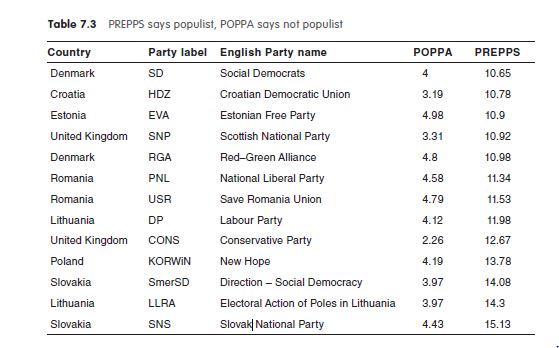 Table 7.3 PREPPS says populist, POPPA says not populist
Country Party label English Party name POPPA PREPPS
Denmark SD Social Democrats 4 10.65
Croatia HDZ Croatian Democratic Union 3.19 10.78
Estonia EVA Estonian Free Party 4.98 10.9
United Kingdom SNP Scottish National Party 3.31 10.92
Denmark RGA Red–Green Alliance 4.8 10.98
Romania PNL National Liberal Party 4.58 11.34
Romania USR Save Romania Union 4.79 11.53
Lithuania DP Labour Party 4.12 11.98
United Kingdom CONS Conservative Party 2.26 12.67
Poland KORWiN New Hope 4.19 13.78
Slovakia SmerSD Direction – Social Democracy 3.97 14.08
Lithuania LLRA Electoral Action of Poles in Lithuania 3.97 14.3
Slovakia SNS Slovak National Party 4.43 15.13